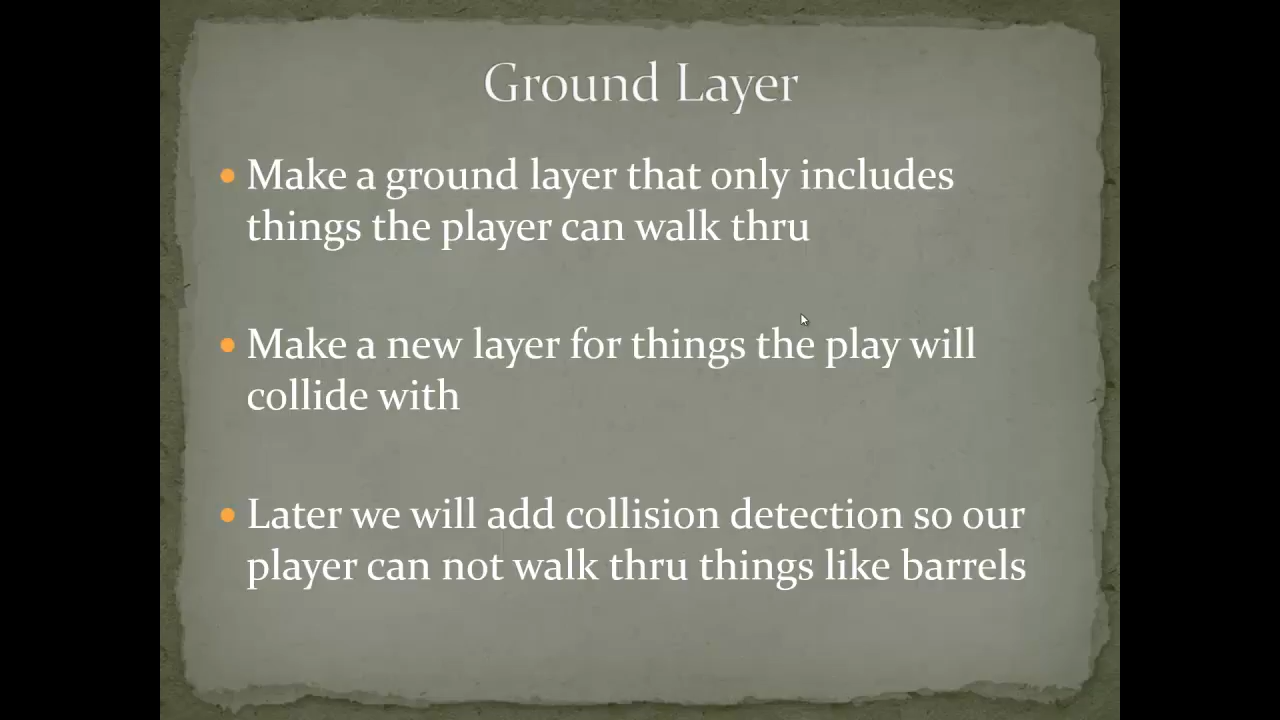 Ground Layer
• Make a ground layer that only includes
things the player can walk thru
• Make a new layer for things the play will
collide with
• Later we will add collision detection so our
player can not walk thru things like barrels